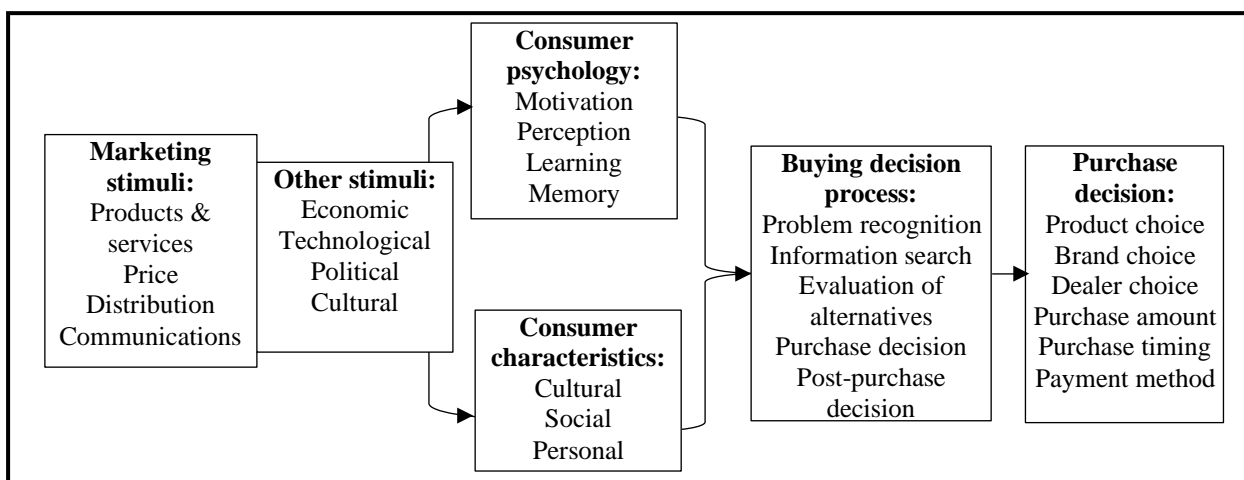 Marketing
stimuli:
Products &
services
Price
Distribution
Communications
Other stimuli:
Economic
Technological
Political
Cultural
Consumer
psychology:
Motivation
Perception
Learning
Memory
Consumer
characteristics:
Cultural
Social
Personal
Buying decision
process:
Problem recognition
Information search
Evaluation of
alternatives
Purchase decision
Post-purchase
decision
Purchase
decision:
Product choice
Brand choice
Dealer choice
Purchase amount
Purchase timing
Payment method